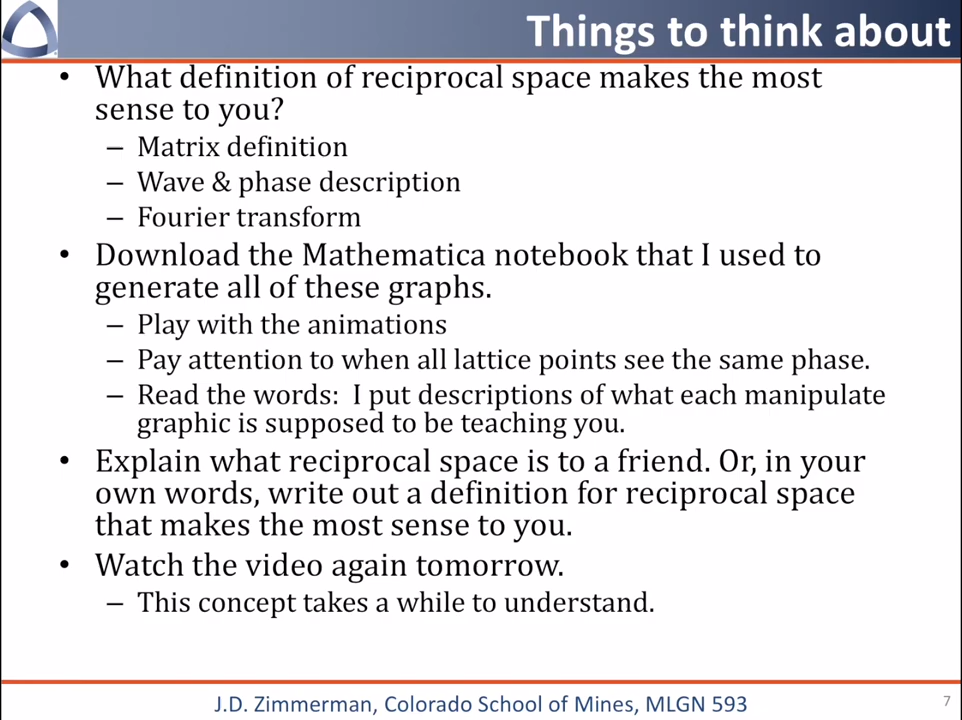 Things to think about
• What definition of reciprocal space makes the most
sense to you?
– Matrix definition
– Wave & phase description
– Fourier transform
• Download the Mathematica notebook that I used to
generate all of these graphs.
– Play with the animations
– Pay attention to when all lattice points see the same phase.
– Read the words:  I put descriptions of what each manipulate
graphic is supposed to be teaching you.
• Explain what reciprocal space is to a friend. Or, in your
own words, write out a definition for reciprocal space
that makes the most sense to you.
• Watch the video again tomorrow.
– This concept takes a while to understand.
J.D. Zimmerman, Colorado School of Mines, MLGN 593
7